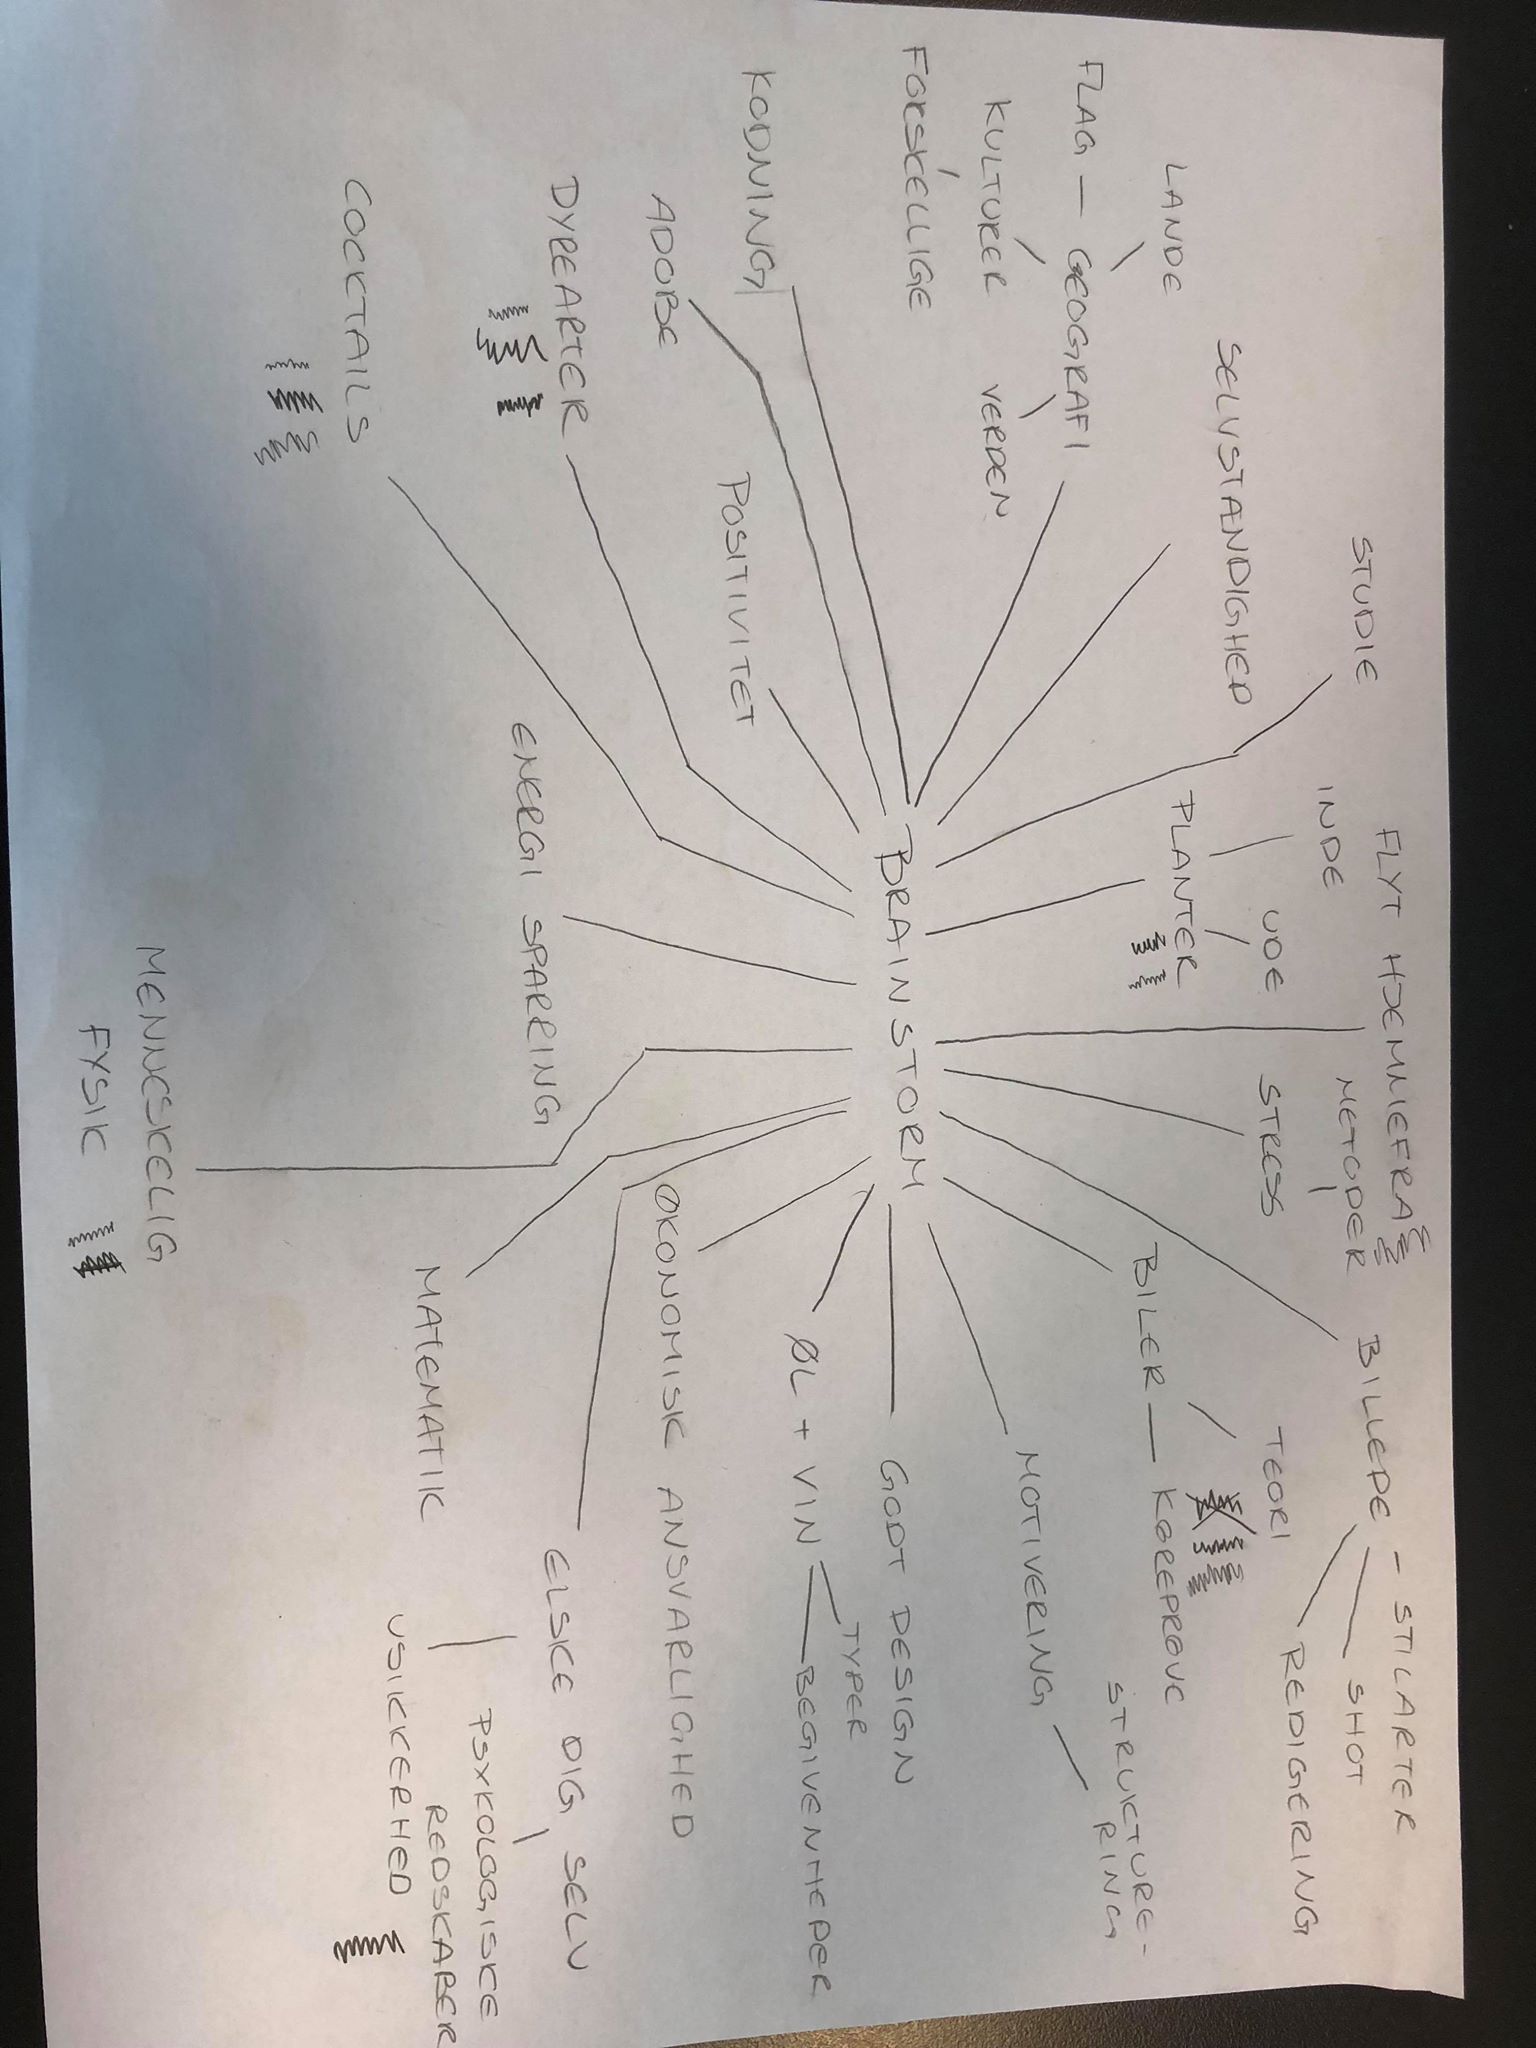 BRAINSTORM
STUDIE
FLYT HJEMMEFRA
METODER
INDE
UDE
PLANTER
STRESS
BILLEDE - STILARTER
SHOT
REDIGERING
TEORI
BILER — KØREPRØVE
MOTIVERING
STRUKTURE-
RING
GODT DESIGN
ØL + VIN
TYPER
BEGIVENHEDER
ØKONOMISK ANSVARLIGHED
ELSKE DIG SELV
PSYKOLOGISKE
REDSKABER
USIKKERHED
MATEMATIK
MENNESKELIG
FYSIK
ENERGI SPARRING
COCKTAILS
DYREARTER
POSITIVITET
ADOBE
KODNING
SELVSTÆNDIGHED
LANDE
FLAG — GEOGRAFI
KULTURER
VERDEN
FORSKELLIGE